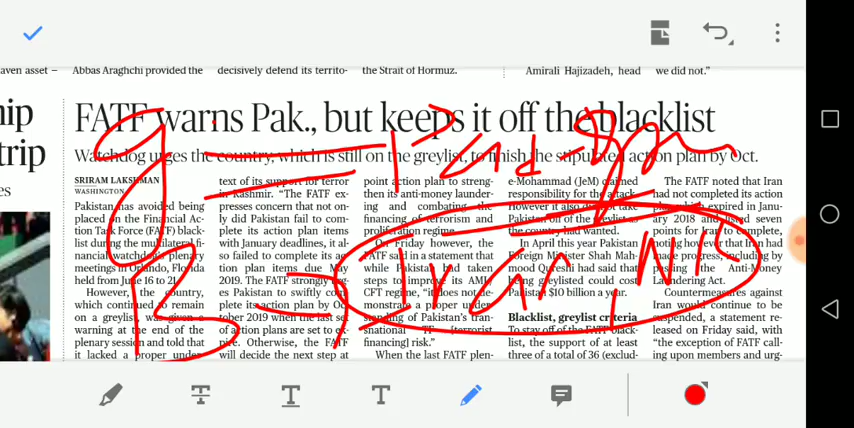 aven asset –
Abbas Araghchi provided the
decisively defend its territo-
the Strait of Hormuz.
Amirali Hajizadeh, head
we did not."
hip
trip
es
FATF warns Pak., but keeps it off the blacklist
Watchdog urges the country, which is still on the greylist, to finish the stipulated action plan by Oct.
SRIRAM LAKSHMAN
WASHINGTON
Pakistan has avoided being
placed on the Financial Ac-
tion Task Force (FATF) black-
list during the multilateral fi-
nancial watchdog's plenary
meetings in Orlando, Florida
held from June 16 to 21.
However, the country,
which continued to remain
on a greylist, was given a
warning at the end of the
plenary session and told that
it lacked a proper under-
text of its support for terror
in Kashmir. "The FATF ex-
presses concern that not on-
ly did Pakistan fail to com-
plete its action plan items
with January deadlines, it al-
so failed to complete its ac-
tion plan items due May
2019. The FATF strongly urges
Pakistan to swiftly com-
plete its action plan by Oc-
tober 2019 when the last set
of action plans are set to ex-
pire. Otherwise, the FATF
will decide the next step at
point action plan to streng-
then its anti-money launder-
ing and combating the
financing of terrorism and
proliferation regime.
On Friday however, the
FATF said in a statement that
while Pakistan had taken
steps to improve its AML/
CFT regime, "it does not de-
monstrate a proper under-
standing of Pakistan's tran-
snational TF [terrorist
financing] risk."
When the last FATF plen-
e-Mohammad (JeM) claimed
responsibility for the attack.
However it also did not take
Pakistan off the greylist as
the country had wanted.
In April this year Pakistan
Foreign Minister Shah Mah-
mood Qureshi had said that
being greylisted could cost
Pakistan $10 billion a year.
Blacklist, greylist criteria
To stay off of the FATF black-
list, the support of at least
three of a total of 36 (exclud-
The FATF noted that Iran
had not completed its action
plan which expired in Janu-
ary 2018 and listed seven
points for it to complete,
noting however that Iran had
made progress, including by
passing the Anti-Money
Laundering Act.
Countermeasures against
Iran would continue to be
suspended, a statement re-
leased on Friday said, with
"the exception of FATF call-
ing upon members and urg-
Iran